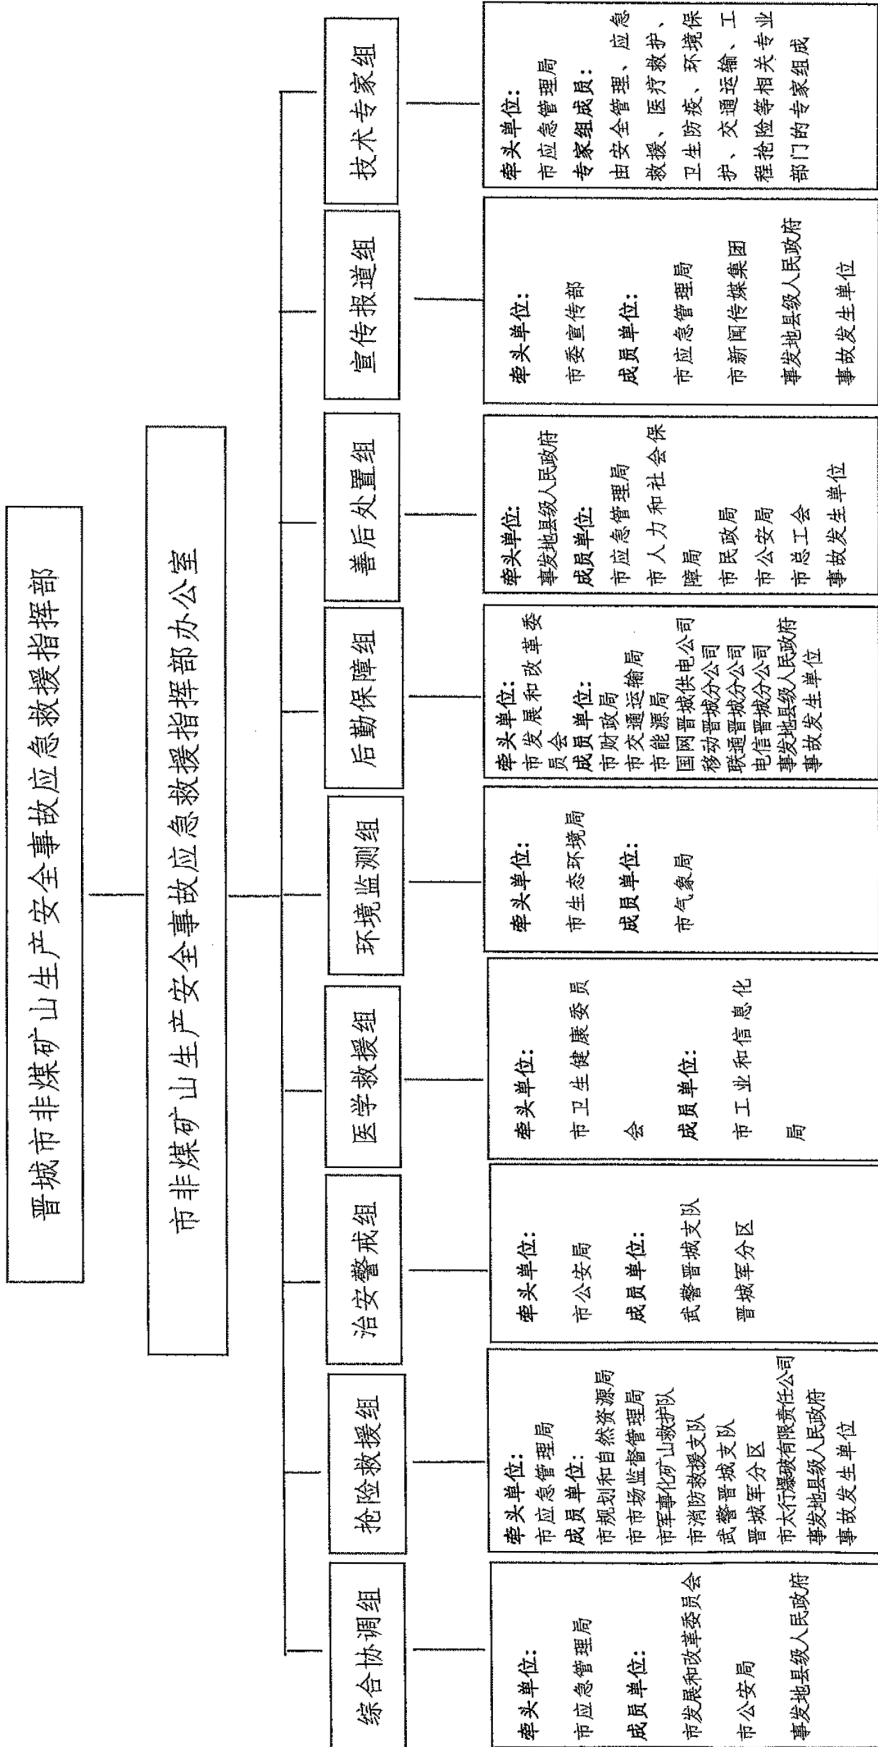 晋城市非煤矿山生产安全事故应急救援指挥部
市非煤矿山生产安全事故应急救援指挥部办公室
综合协调组
抢险救援组
治安警戒组
医学救援组
环境监测组
后勤保障组
善后处置组
宣传报道组
技术专家组
牵头单位:
市应急管理局
成员单位:
市发展和改革委员会
市公安局
事发地县级人民政府
牵头单位:
市应急管理局
成员单位:
市规划和自然资源局
市市场监督管理局
市军事化矿山救护队
市消防救援支队
武警晋城支队
晋城军分区
市太行爆破有限责任公司
事发地县级人民政府
事故发生单位
牵头单位:
市公安局
成员单位:
武警晋城支队
晋城军分区
牵头单位:
市卫生健康委员
会
成员单位:
市工业和信息化
局
牵头单位:
市生态环境局
成员单位:
市气象局
牵头单位:
市发展和改革委
员会
成员单位:
市财政局
市交通运输局
市能源局
国网晋城供电公司
移动晋城分公司
联通晋城分公司
电信晋城分公司
事发地县级人民政府
事故发生单位
牵头单位:
事发地县级人民政府
成员单位:
市应急管理局
市人力和社会保
障局
市民政局
市公安局
市总工会
事故发生单位
牵头单位:
市委宣传部
成员单位:
市应急管理局
市新闻传媒集团
事发地县级人民政府
事故发生单位
牵头单位:
市应急管理局
专家组成员:
由安全管理、应急
救援、医疗救护、
卫生防疫、环境保
护、交通运输、工
程抢险等相关专业
部门的专家组成